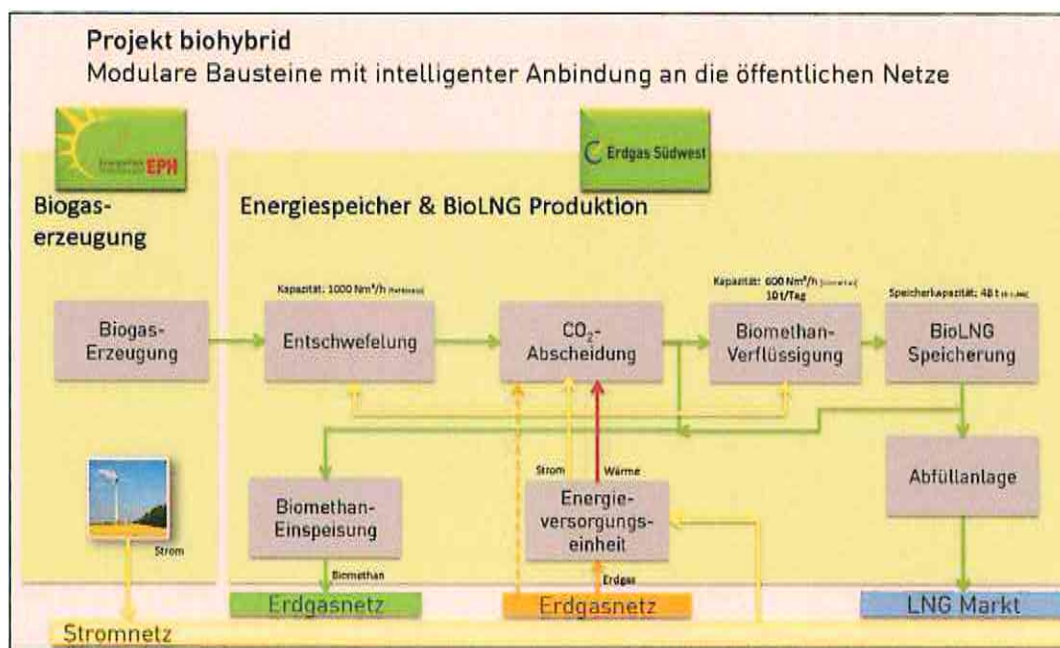 Projekt biohybrid
Modulare Bausteine mit intelligenter Anbindung an die öffentlichen Netze
EPH
Erdgas Südwest
Biogas-
erzeugung
Energiespeicher & BioLNG Produktion
Kapazität: 1000 Nm³/h
Kapazität: 600 Nm³/h
10 t/Tag
Speicherkapazität: 48 t
Biogas-
Erzeugung
Entschwefelung
CO₂-
Abscheidung
Biomethan-
Verflüssigung
BioLNG
Speicherung
Strom
Wärme
Abfüllanlage
Biomethan-
Einspeisung
Energie-
versorgungs-
einheit
Strom
Biomethan
Erdgas
Erdgasnetz
Erdgasnetz
LNG Markt
Stromnetz